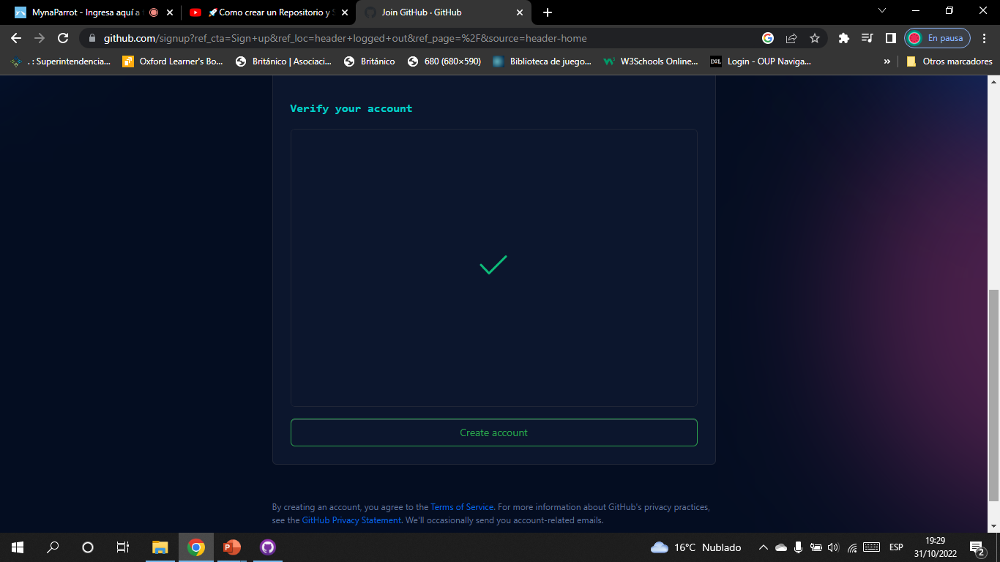 MynaParrot - Ingresa aquí a
🚀Como crear un Repositorio y S
Join GitHub · GitHub
github.com/signup?ref_cta=Sign+up&ref_loc=header+logged+out&ref_page=%2F&source=header-home
En pausa
. : Superintendencia...
Oxford Learner's Bo...
Británico | Asociaci...
Británico
680 (680×590)
Biblioteca de juego...
W3Schools Online...
D2L
Login - OUP Naviga...
»
Otros marcadores
Verify your account
Create account
By creating an account, you agree to the Terms of Service. For more information about GitHub's privacy practices,
see the GitHub Privacy Statement. We'll occasionally send you account-related emails.
16°C Nublado
ESP
19:29
31/10/2022
2